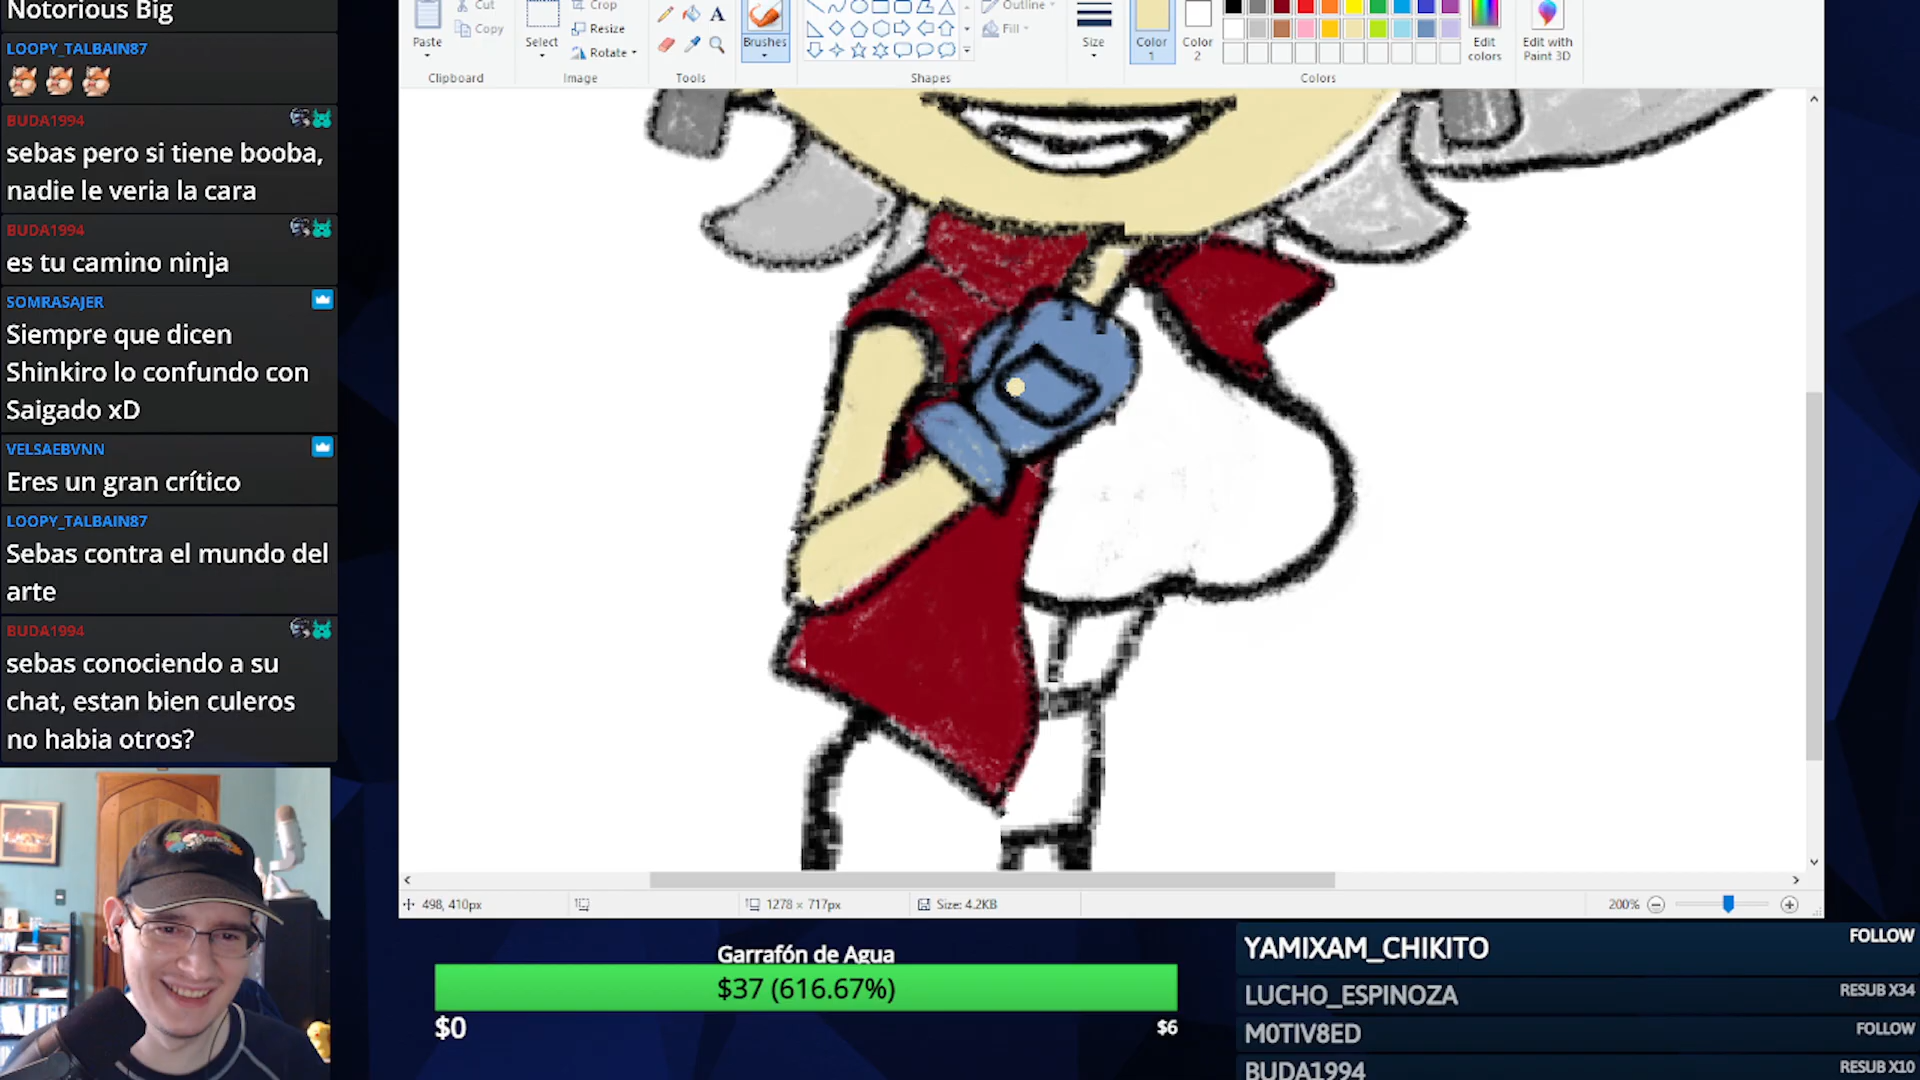 Notorious Big
LOOPY_TALBAIN87
BUDA1994
sebas pero si tiene booba,
nadie le veria la cara
BUDA1994
es tu camino ninja
SOMRASAJER
Siempre que dicen
Shinkiro lo confundo con
Saigado xD
VELSAEBVNN
Eres un gran crítico
LOOPY_TALBAIN87
Sebas contra el mundo del
arte
BUDA1994
sebas conociendo a su
chat, estan bien culeros
no habia otros?
Paste
Cut
Copy
Clipboard
Select
Crop
Resize
Rotate
Image
A
Tools
Brushes
Outline
Fill
Shapes
Size
Color
1
Color
2
Edit
colors
Edit with
Paint 3D
Colors
498, 410px
1278 × 717px
Size: 4.2KB
200%
Garrafón de Agua
$37 (616.67%)
$0
$6
YAMIXAM_CHIKITO FOLLOW
LUCHO_ESPINOZA RESUB X34
M0TIV8ED FOLLOW
BUDA1994 RESUB X10